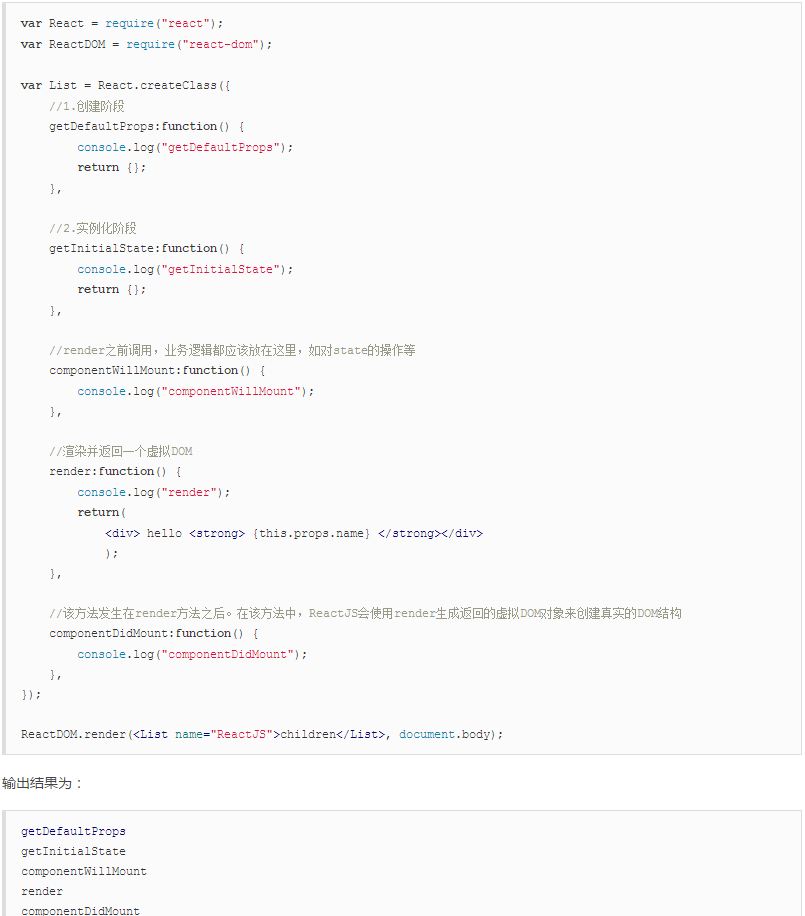 var React = require("react");
var ReactDOM = require("react-dom");
var List = React.createClass({
//1.创建阶段
getDefaultProps:function() {
console.log("getDefaultProps");
return {};
},
//2.实例化阶段
getInitialState:function() {
console.log("getInitialState");
return {};
},
//render之前调用，业务逻辑都应该放在这里，如对state的操作等
componentWillMount:function() {
console.log("componentWillMount");
},
//渲染并返回一个虚拟DOM
render:function() {
console.log("render");
return(
<div> hello <strong> {this.props.name} </strong></div>
);
},
//该方法发生在render方法之后。在该方法中，ReactJS会使用render生成返回的虚拟DOM对象来创建真实的DOM结构
componentDidMount:function() {
console.log("componentDidMount");
},
});
ReactDOM.render(<List name="ReactJS">children</List>, document.body);
输出结果为：
getDefaultProps
getInitialState
componentWillMount
render
componentDidMount